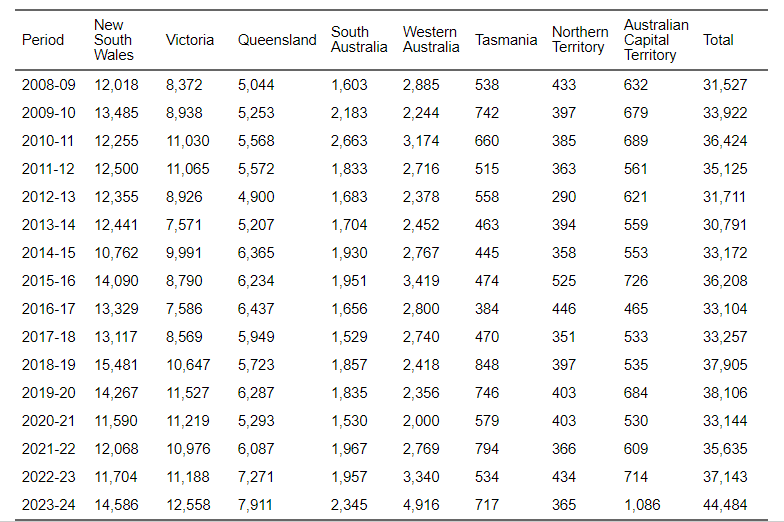 Period New South Wales Victoria Queensland South Australia Western Australia Tasmania Northern Territory Australian Capital Territory Total
2008-09 12,018 8,372 5,044 1,603 2,885 538 433 632 31,527
2009-10 13,485 8,938 5,253 2,183 2,244 742 397 679 33,922
2010-11 12,255 11,030 5,568 2,663 3,174 660 385 689 36,424
2011-12 12,500 11,065 5,572 1,833 2,716 515 363 561 35,125
2012-13 12,355 8,926 4,900 1,683 2,378 558 290 621 31,711
2013-14 12,441 7,571 5,207 1,704 2,452 463 394 559 30,791
2014-15 10,762 9,991 6,365 1,930 2,767 445 358 553 33,172
2015-16 14,090 8,790 6,234 1,951 3,419 474 525 726 36,208
2016-17 13,329 7,586 6,437 1,656 2,800 384 446 465 33,104
2017-18 13,117 8,569 5,949 1,529 2,740 470 351 533 33,257
2018-19 15,481 10,647 5,723 1,857 2,418 848 397 535 37,905
2019-20 14,267 11,527 6,287 1,835 2,356 746 403 684 38,106
2020-21 11,590 11,219 5,293 1,530 2,000 579 403 530 33,144
2021-22 12,068 10,976 6,087 1,967 2,769 794 366 609 35,635
2022-23 11,704 11,188 7,271 1,957 3,340 534 434 714 37,143
2023-24 14,586 12,558 7,911 2,345 4,916 717 365 1,086 44,484